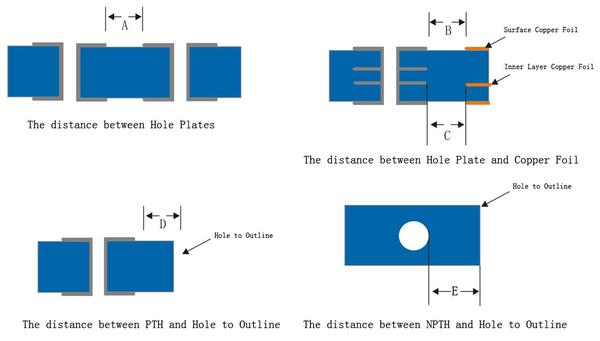 A
The distance between Hole Plates
B
Surface Copper Foil
Inner Layer Copper Foil
C
The distance between Hole Plate and Copper Foil
D
Hole to Outline
The distance between PTH and Hole to Outline
Hole to Outline
E
The distance between NPTH and Hole to Outline